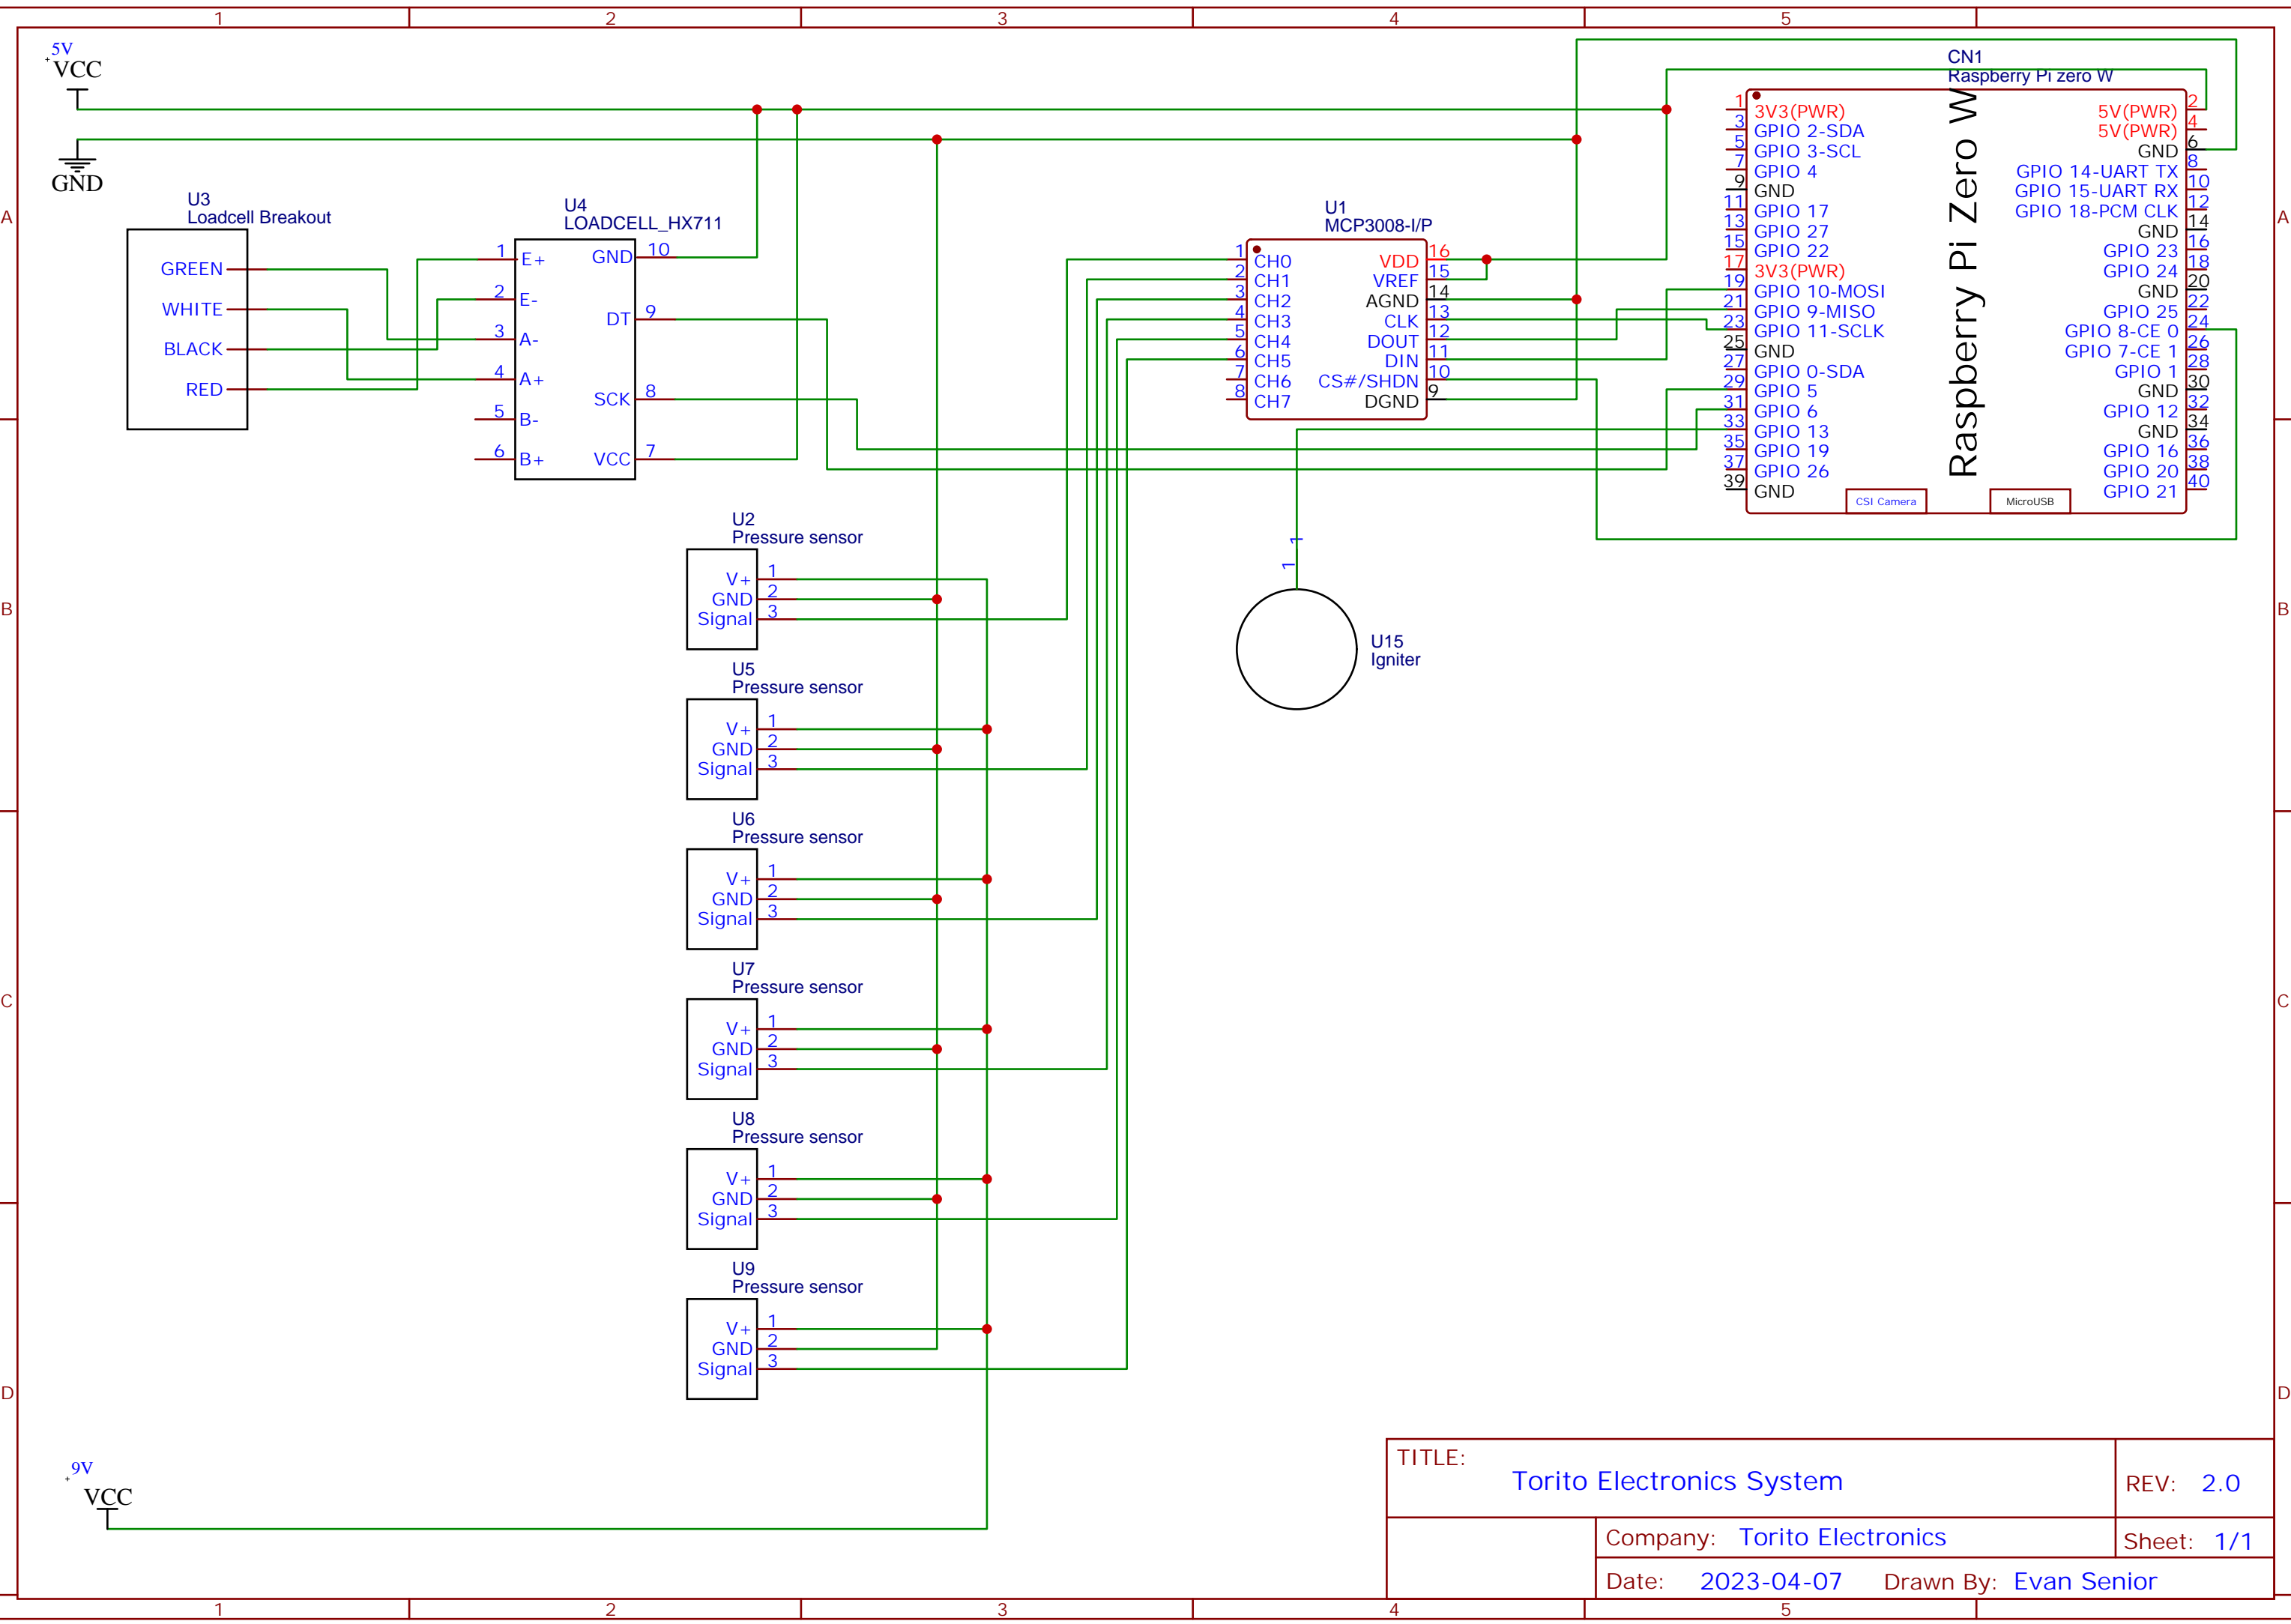 1 2 3 4 5
A A
B B
C C
D D
1 2 3 4 5
5V
+
VCC
GND
U3
Loadcell Breakout
GREEN
WHITE
BLACK
RED
U4
LOADCELL_HX711
1 E+
2 E-
3 A-
4 A+
5 B-
6 B+
GND 10
DT 9
SCK 8
VCC 7
U2
Pressure sensor
V+ 1
GND 2
Signal 3
U5
Pressure sensor
V+ 1
GND 2
Signal 3
U6
Pressure sensor
V+ 1
GND 2
Signal 3
U7
Pressure sensor
V+ 1
GND 2
Signal 3
U8
Pressure sensor
V+ 1
GND 2
Signal 3
U9
Pressure sensor
V+ 1
GND 2
Signal 3
9V
+
VCC
U1
MCP3008-I/P
1 CH0 VDD 16
2 CH1 VREF 15
3 CH2 AGND 14
4 CH3 CLK 13
5 CH4 DOUT 12
6 CH5 DIN 11
7 CH6 CS#/SHDN 10
8 CH7 DGND 9
1
1
U15
Igniter
CN1
Raspberry Pi zero W
Raspberry Pi Zero W
1 3V3(PWR) 5V(PWR) 2
3 GPIO 2-SDA 5V(PWR) 4
5 GPIO 3-SCL GND 6
7 GPIO 4 GPIO 14-UART TX 8
9 GND GPIO 15-UART RX 10
11 GPIO 17 GPIO 18-PCM CLK 12
13 GPIO 27 GND 14
15 GPIO 22 GPIO 23 16
17 3V3(PWR) GPIO 24 18
19 GPIO 10-MOSI GND 20
21 GPIO 9-MISO GPIO 25 22
23 GPIO 11-SCLK GPIO 8-CE 0 24
25 GND GPIO 7-CE 1 26
27 GPIO 0-SDA GPIO 1 28
29 GPIO 5 GND 30
31 GPIO 6 GPIO 12 32
33 GPIO 13 GND 34
35 GPIO 19 GPIO 16 36
37 GPIO 26 GPIO 20 38
39 GND GPIO 21 40
CSI Camera MicroUSB
TITLE:
Torito Electronics System
REV: 2.0
Company: Torito Electronics
Sheet: 1/1
Date: 2023-04-07 Drawn By: Evan Senior